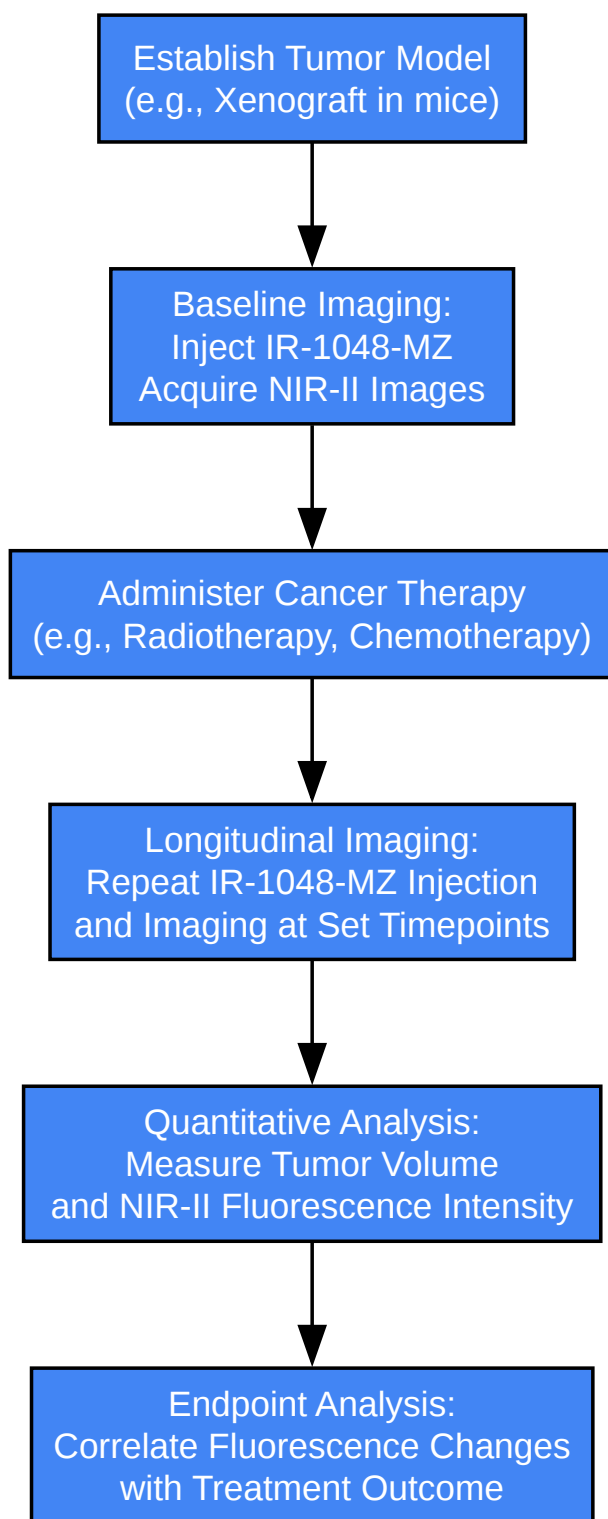 Establish Tumor Model
(e.g., Xenograft in mice)
Baseline Imaging:
Inject IR-1048-MZ
Acquire NIR-II Images
Administer Cancer Therapy
(e.g., Radiotherapy, Chemotherapy)
Longitudinal Imaging:
Repeat IR-1048-MZ Injection
and Imaging at Set Timepoints
Quantitative Analysis:
Measure Tumor Volume
and NIR-II Fluorescence Intensity
Endpoint Analysis:
Correlate Fluorescence Changes
with Treatment Outcome